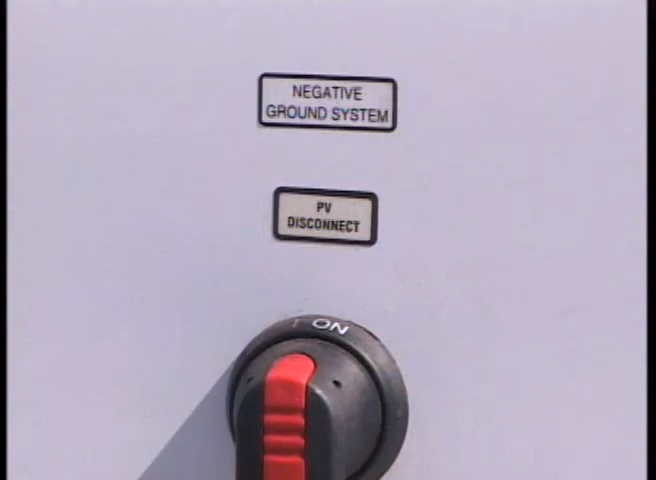 NEGATIVE
GROUND SYSTEM
PV
DISCONNECT
I ON